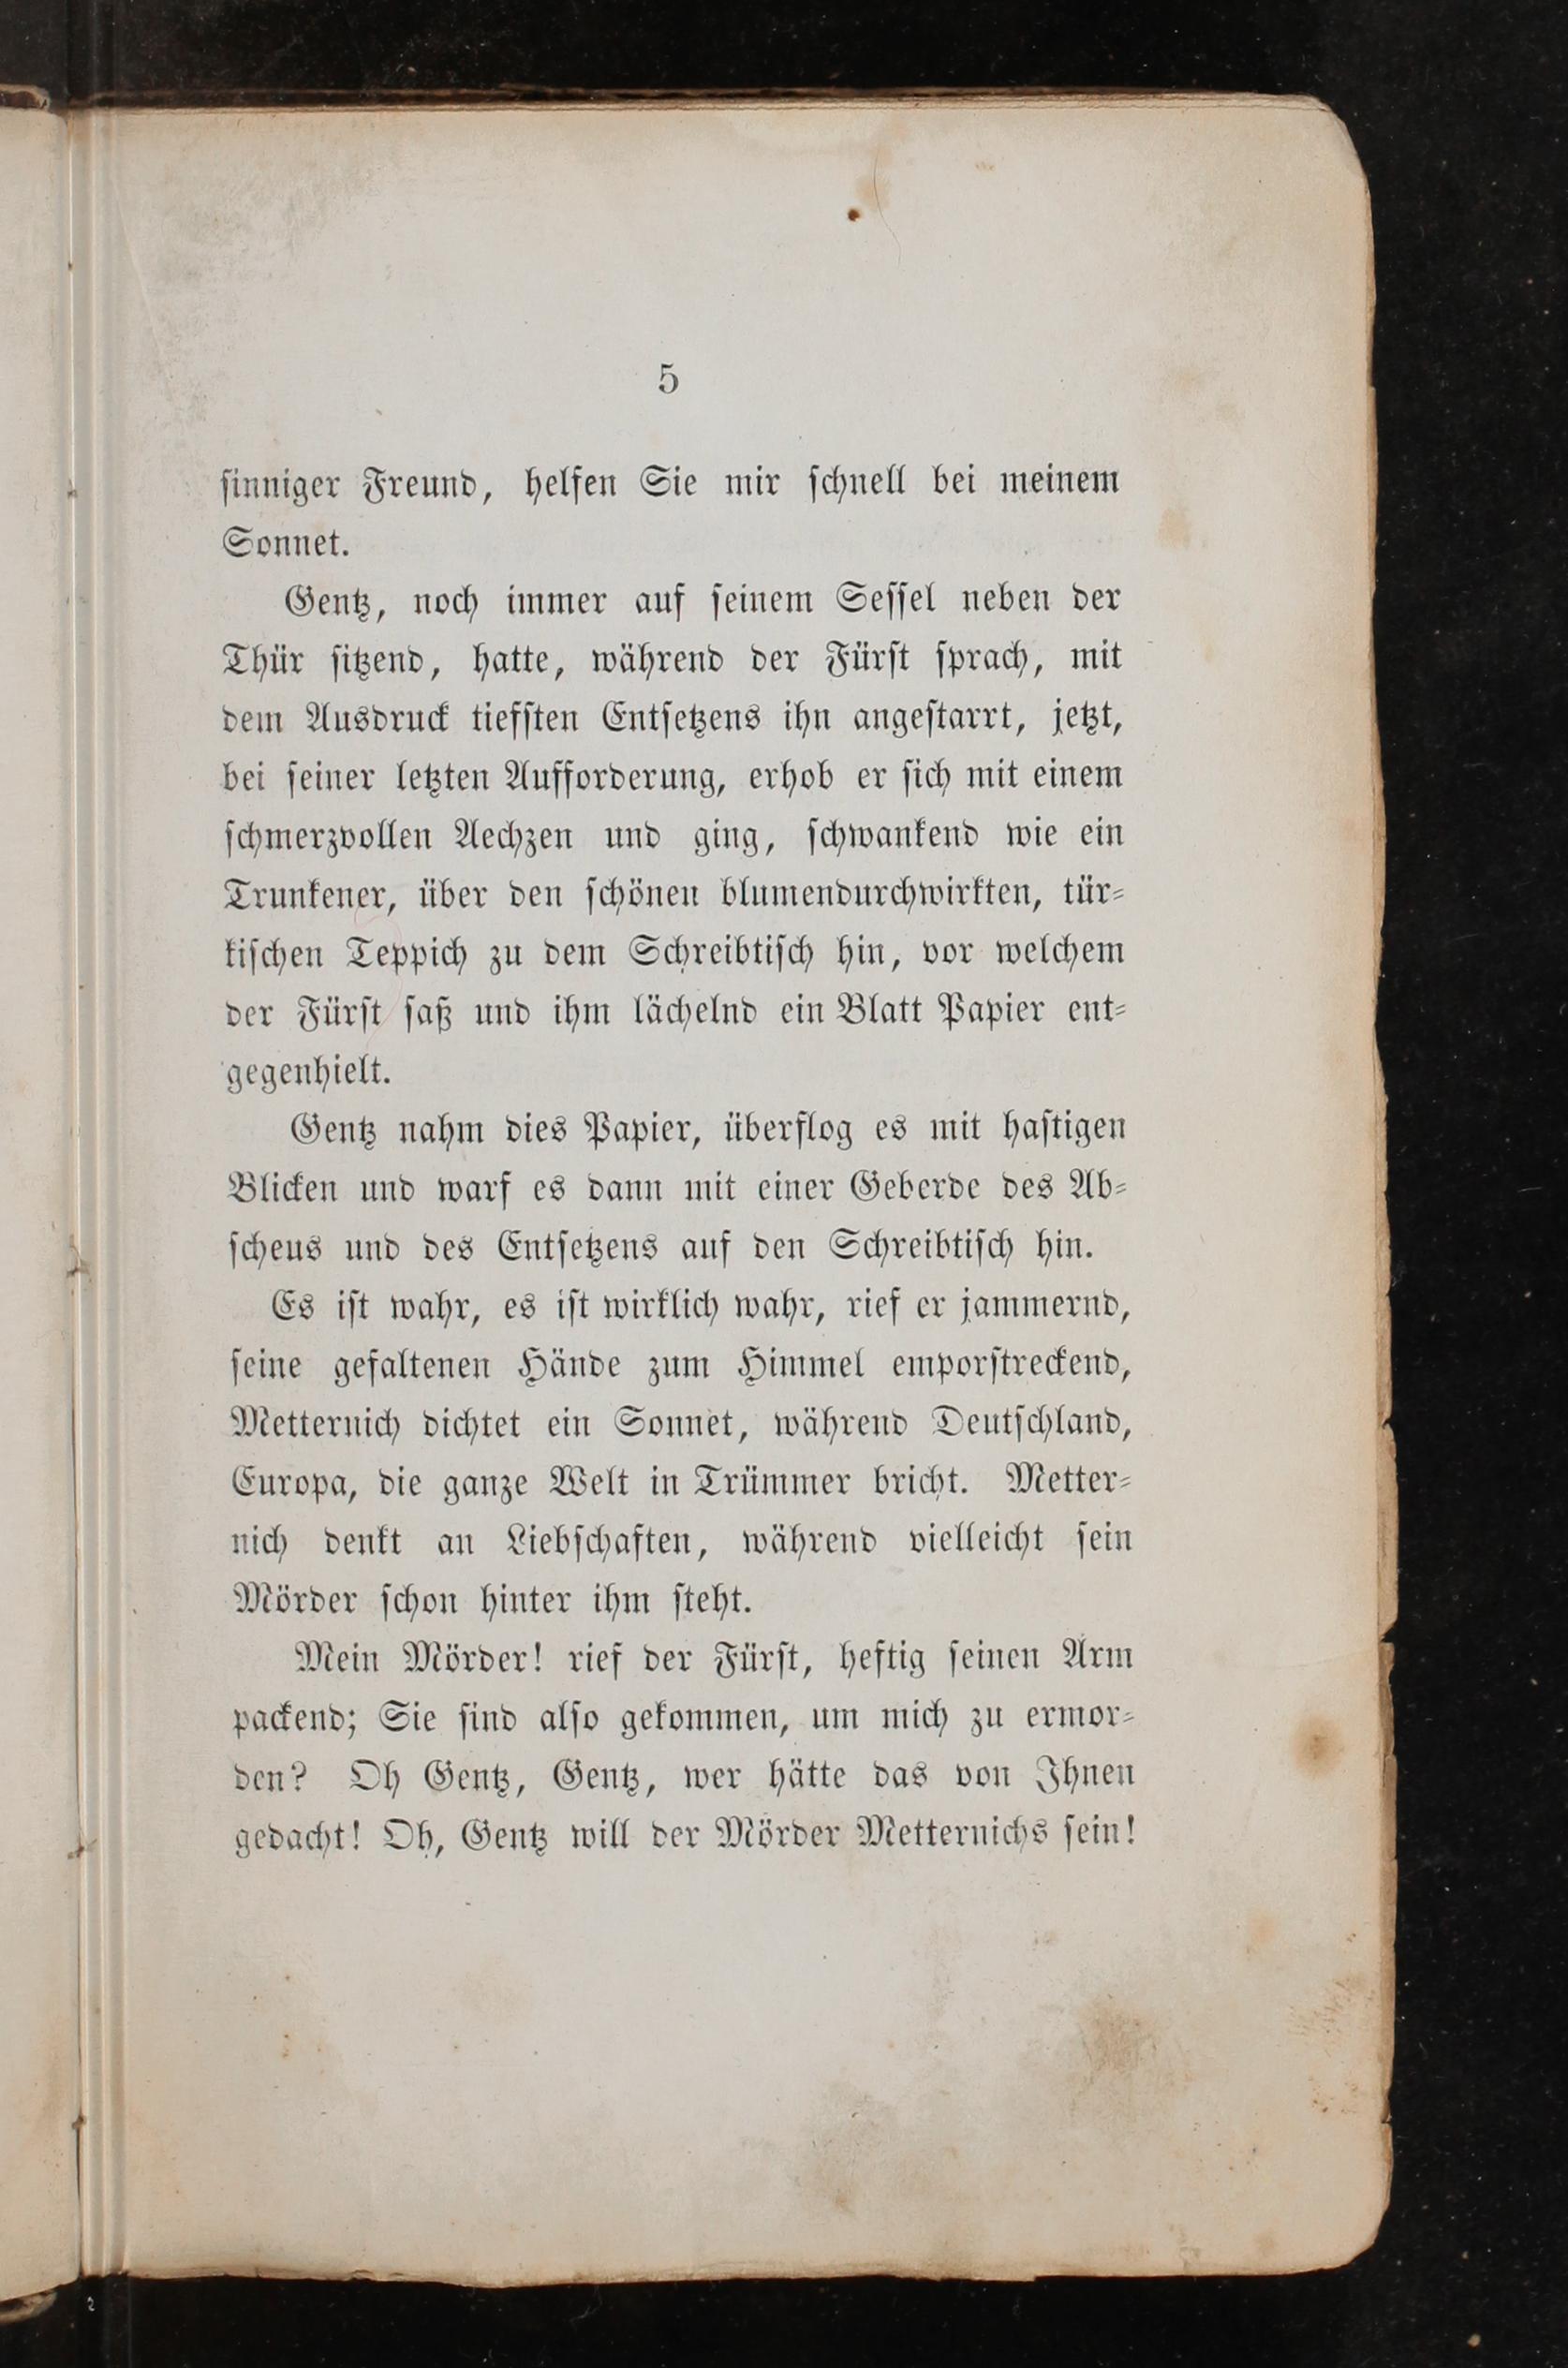 5
sinniger Freund, helfen Sie mir schnell bei meinem
Sonnet.
Gentz, noch immer auf seinem Sessel neben der
Thür sitzend, hatte, während der Fürst sprach, mit
dem Ausdruck tiefsten Entsetzens ihn angestarrt, jetzt,
bei seiner letzten Aufforderung, erhob er sich mit einem
schmerzvollen Aechzen und ging, schwankend wie ein
Trunkener, über den schönen blumendurchwirkten, tür-
kischen Teppich zu dem Schreibtisch hin, vor welchem
der Fürst saß und ihm lächelnd ein Blatt Papier ent-
gegenhielt.
Gentz nahm dies Papier, überflog es mit hastigen
Blicken und warf es dann mit einer Geberde des Ab-
scheus und des Entsetzens auf den Schreibtisch hin.
Es ist wahr, es ist wirklich wahr, rief er jammernd,
seine gefaltenen Hände zum Himmel emporstreckend,
Metternich dichtet ein Sonnet, während Deutschland,
Europa, die ganze Welt in Trümmer bricht. Metter-
nich denkt an Liebschaften, während vielleicht sein
Mörder schon hinter ihm steht.
Mein Mörder! rief der Fürst, heftig seinen Arm
packend; Sie sind also gekommen, um mich zu ermor-
den? Oh Gentz, Gentz, wer hätte das von Ihnen
gedacht! Oh, Gentz will der Mörder Metternichs sein!
2